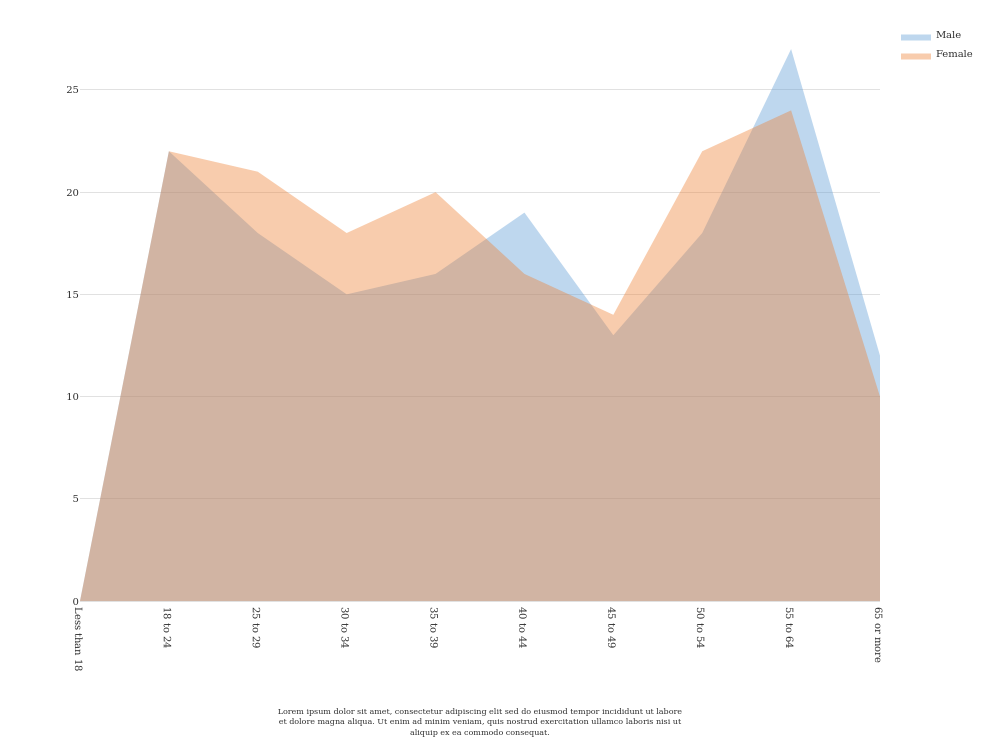 Male
Female
25
20
15
10
5
0
Less than 18
18 to 24
25 to 29
30 to 34
35 to 39
40 to 44
45 to 49
50 to 54
55 to 64
65 or more
Lorem ipsum dolor sit amet, consectetur adipiscing elit sed do eiusmod tempor incididunt ut labore
et dolore magna aliqua. Ut enim ad minim veniam, quis nostrud exercitation ullamco laboris nisi ut
aliquip ex ea commodo consequat.